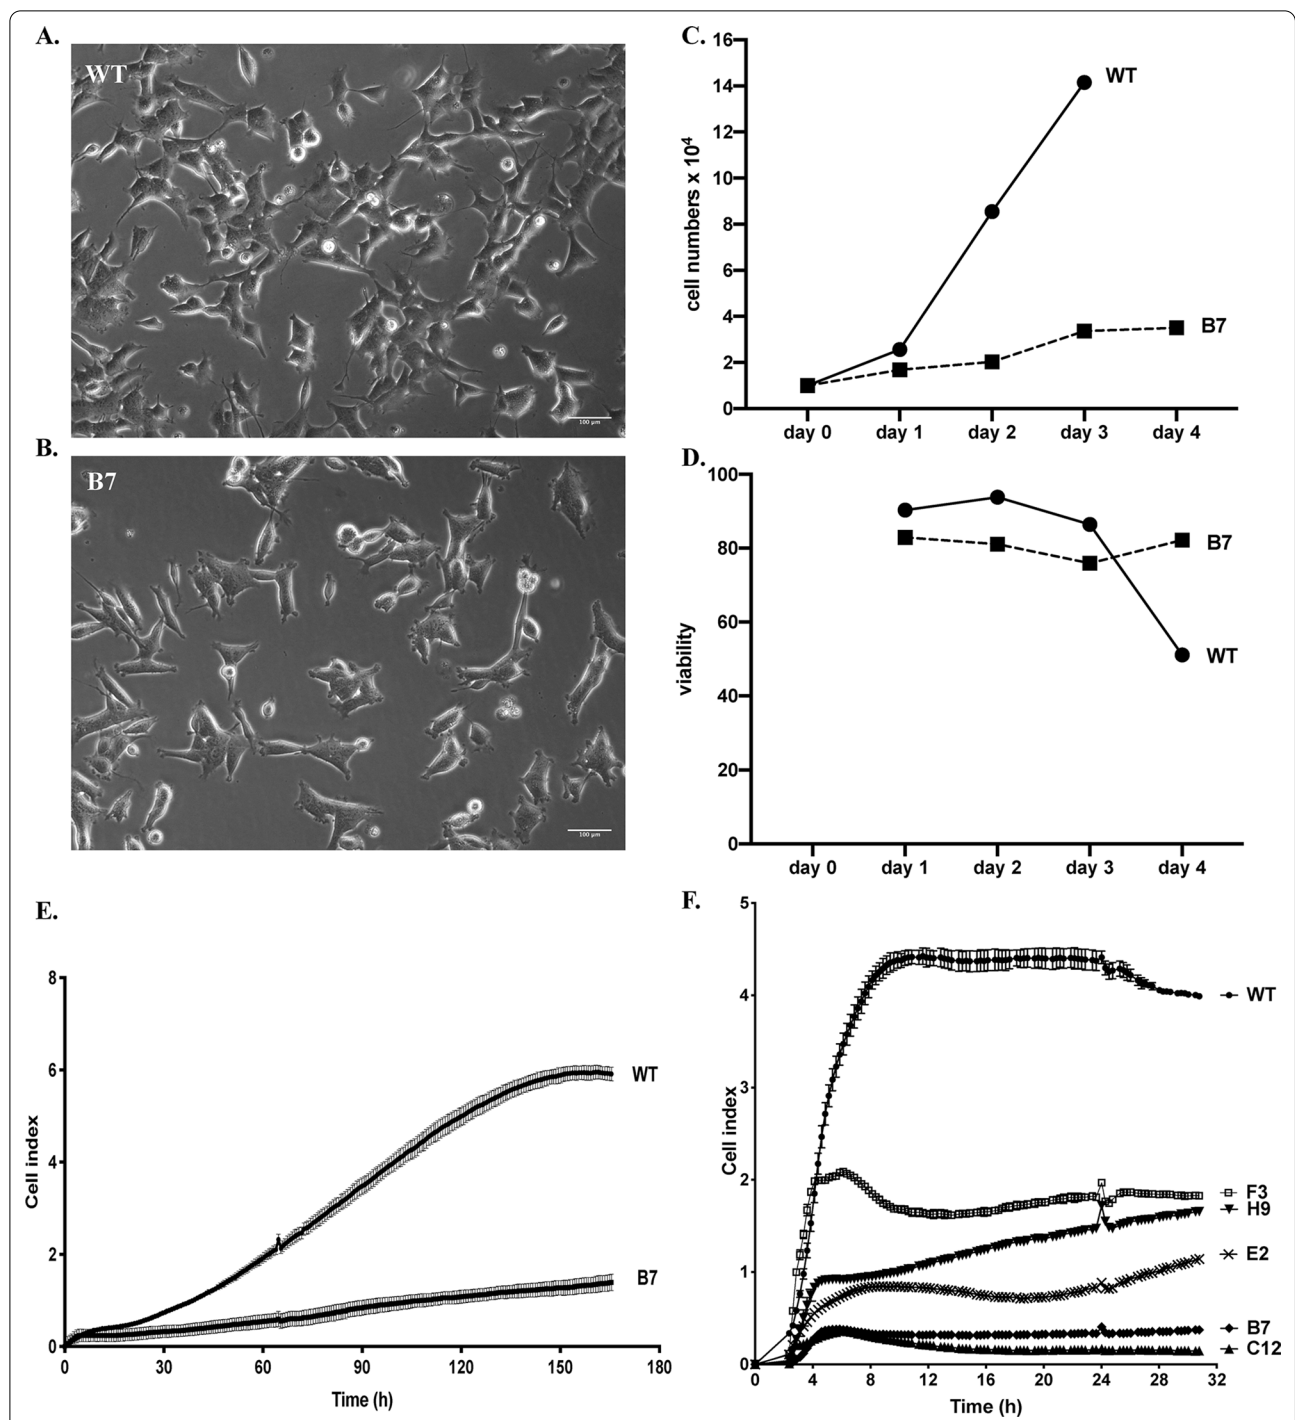 A.
WT
100 μm
B.
B7
100 μm
C.
16
14
12
10
8
6
4
2
0
cell numbers x 10⁴
WT
B7
day 0 day 1 day 2 day 3 day 4
D.
100
80
60
40
20
0
viability
B7
WT
day 0 day 1 day 2 day 3 day 4
E.
8
6
4
2
0
Cell index
WT
B7
0 30 60 90 120 150 180
Time (h)
F.
5
4
3
2
1
0
Cell index
WT
F3
H9
E2
B7
C12
0 4 8 12 16 20 24 28 32
Time (h)